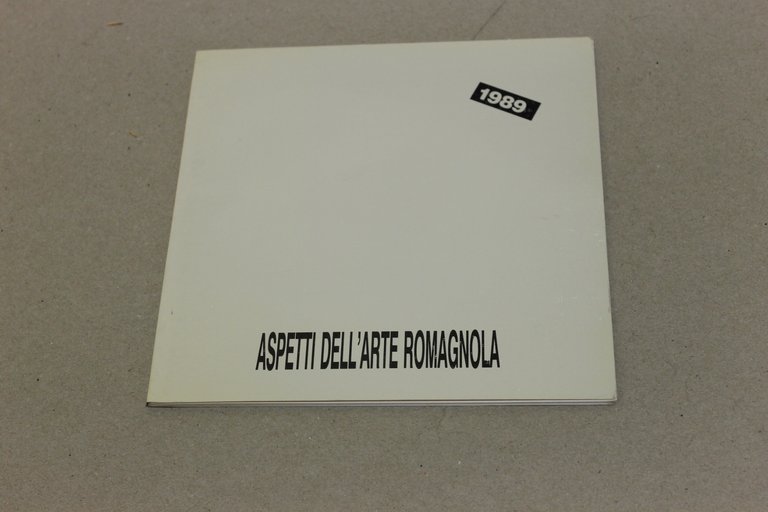 1989
ASPETTI DELL'ARTE ROMAGNOLA